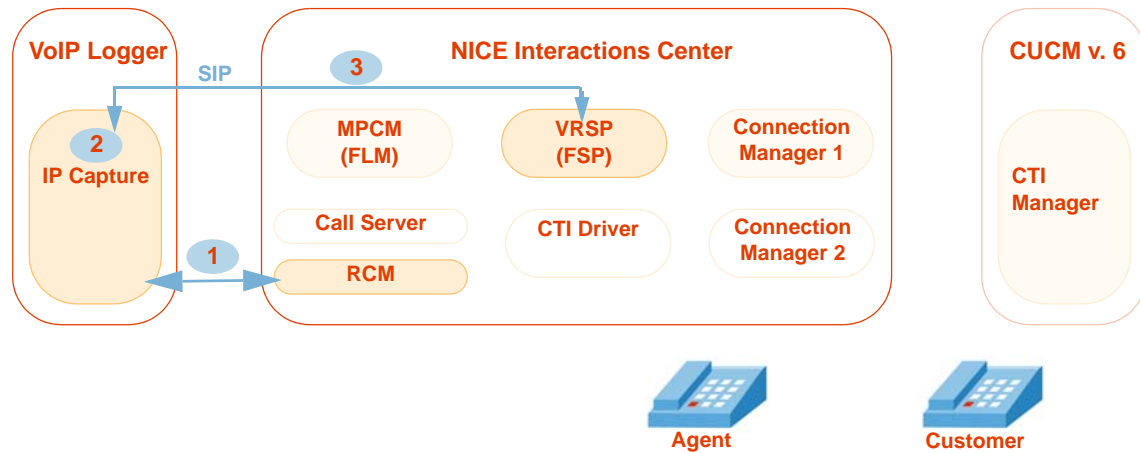 VoIP Logger
NICE Interactions Center
CUCM v. 6
SIP
3
2
IP Capture
MPCM
(FLM)
VRSP
(FSP)
Connection
Manager 1
CTI
Manager
Call Server
CTI Driver
Connection
Manager 2
1
RCM
Agent
Customer